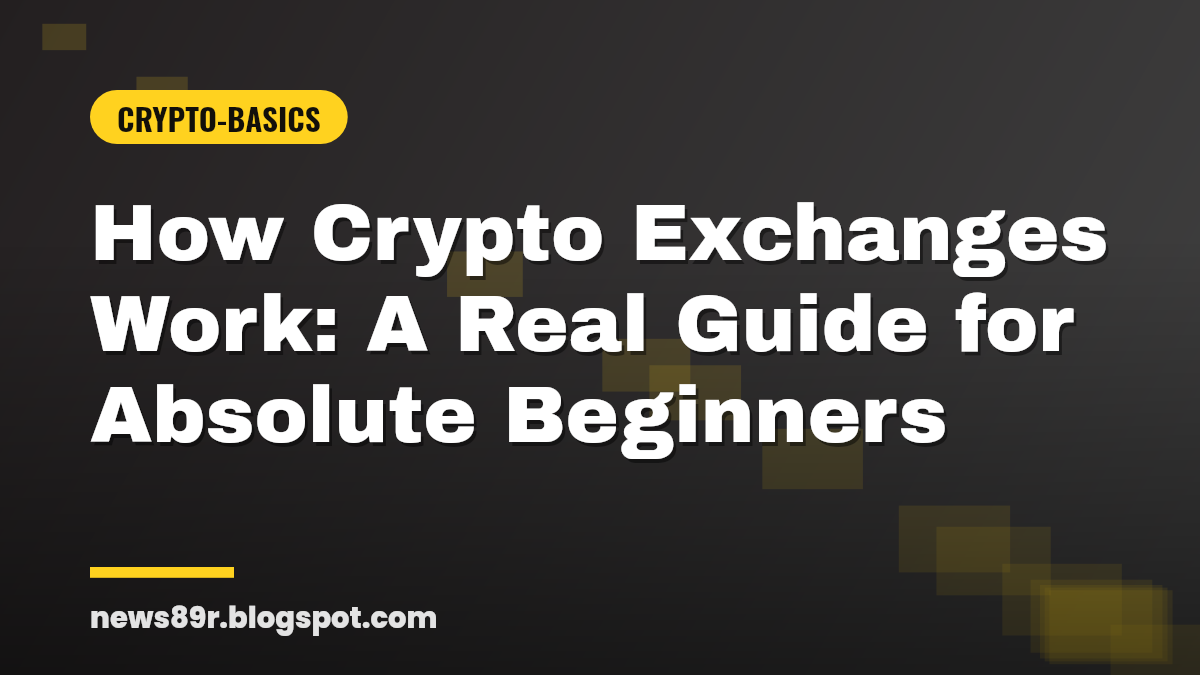 CRYPTO-BASICS
How Crypto Exchanges
Work: A Real Guide for
Absolute Beginners
news89r.blogspot.com